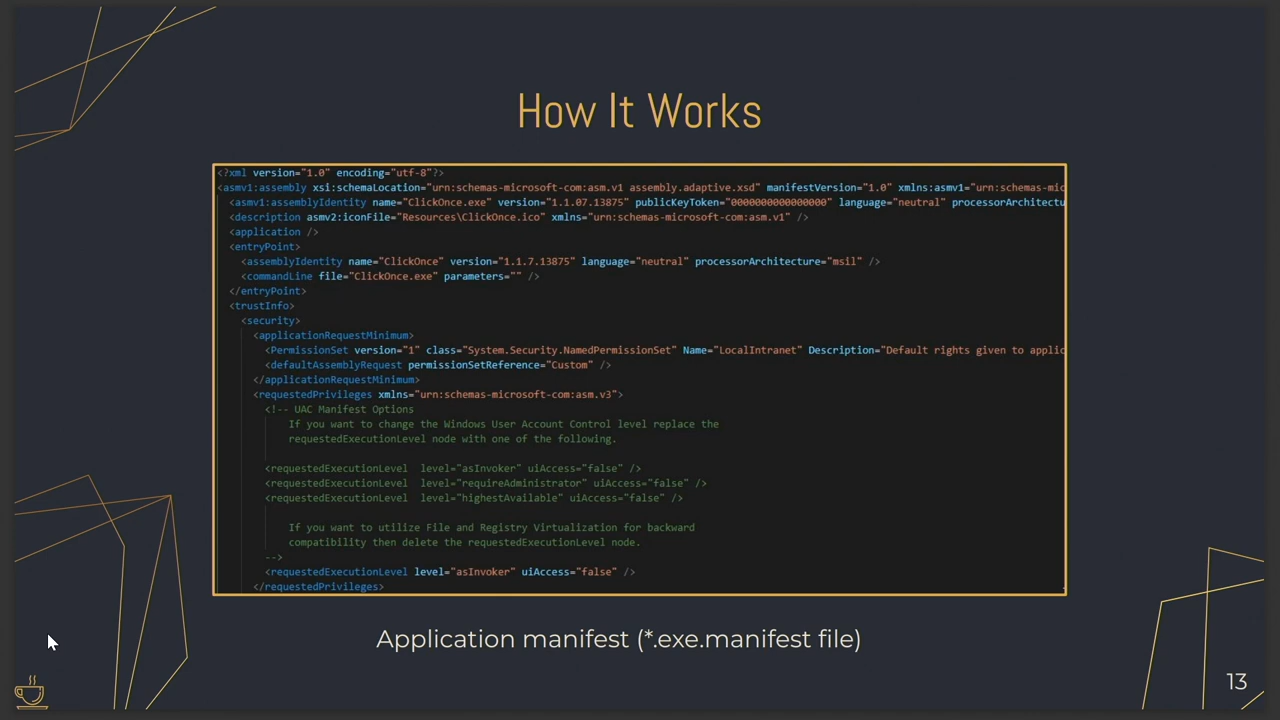 How It Works
<?xml version="1.0" encoding="utf-8"?>
<asmv1:assembly xsi:schemaLocation="urn:schemas-microsoft-com:asm.v1 assembly.adaptive.xsd" manifestVersion="1.0" xmlns:asmv1="urn:schemas-mic
<asmv1:assemblyIdentity name="ClickOnce.exe" version="1.1.07.13875" publicKeyToken="0000000000000000" language="neutral" processorArchitectu
<description asmv2:iconFile="Resources\ClickOnce.ico" xmlns="urn:schemas-microsoft-com:asm.v1" />
<application />
<entryPoint>
<assemblyIdentity name="ClickOnce" version="1.1.7.13875" language="neutral" processorArchitecture="msil" />
<commandLine file="ClickOnce.exe" parameters="" />
</entryPoint>
<trustInfo>
<security>
<applicationRequestMinimum>
<PermissionSet version="1" class="System.Security.NamedPermissionSet" Name="LocalIntranet" Description="Default rights given to applic
<defaultAssemblyRequest permissionSetReference="Custom" />
</applicationRequestMinimum>
<requestedPrivileges xmlns="urn:schemas-microsoft-com:asm.v3">
<!-- UAC Manifest Options
If you want to change the Windows User Account Control level replace the
requestedExecutionLevel node with one of the following.
<requestedExecutionLevel  level="asInvoker" uiAccess="false" />
<requestedExecutionLevel  level="requireAdministrator" uiAccess="false" />
<requestedExecutionLevel  level="highestAvailable" uiAccess="false" />
If you want to utilize File and Registry Virtualization for backward
compatibility then delete the requestedExecutionLevel node.
-->
<requestedExecutionLevel level="asInvoker" uiAccess="false" />
</requestedPrivileges>
Application manifest (*.exe.manifest file)
13